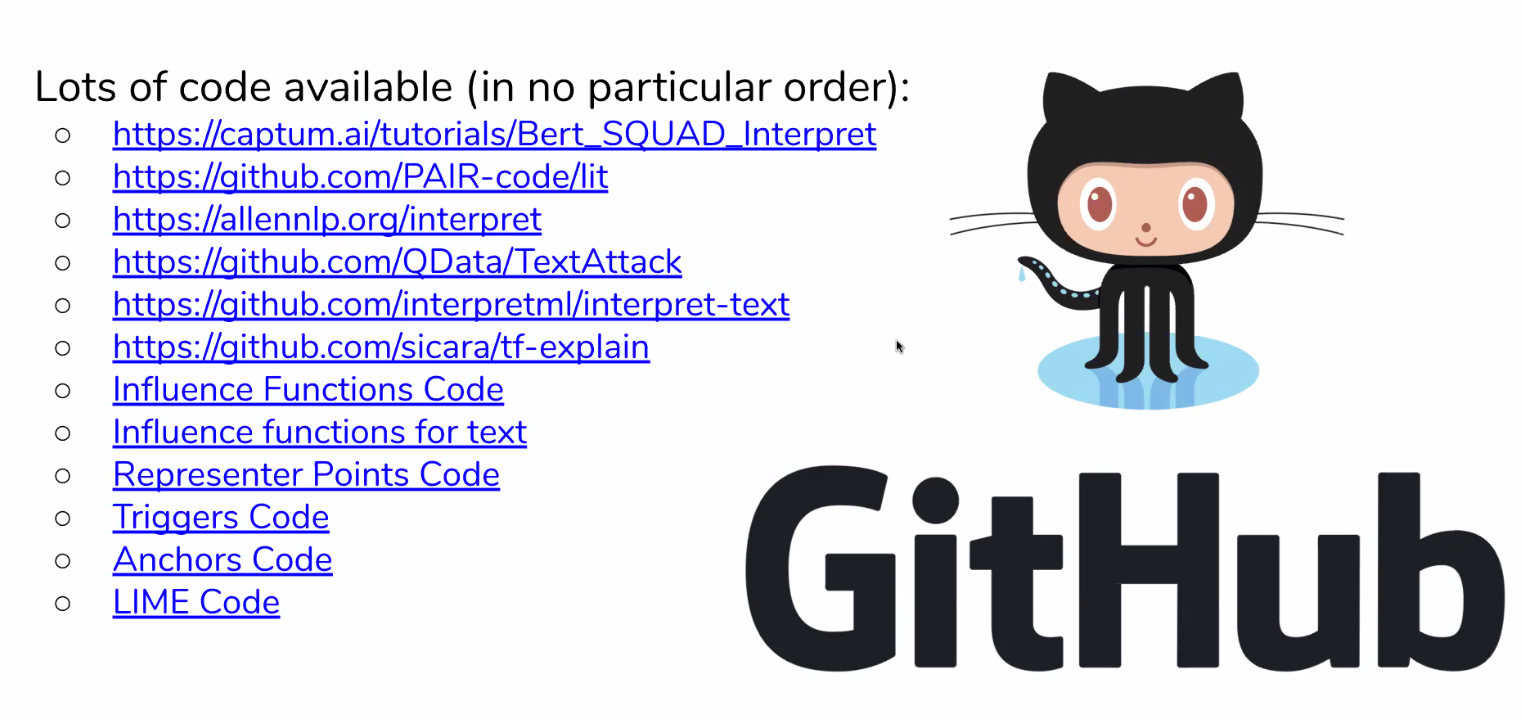 Lots of code available (in no particular order):
○ https://captum.ai/tutorials/Bert_SQUAD_Interpret
○ https://github.com/PAIR-code/lit
○ https://allennlp.org/interpret
○ https://github.com/QData/TextAttack
○ https://github.com/interpretml/interpret-text
○ https://github.com/sicara/tf-explain
○ Influence Functions Code
○ Influence functions for text
○ Representer Points Code
○ Triggers Code
○ Anchors Code
○ LIME Code
GitHub